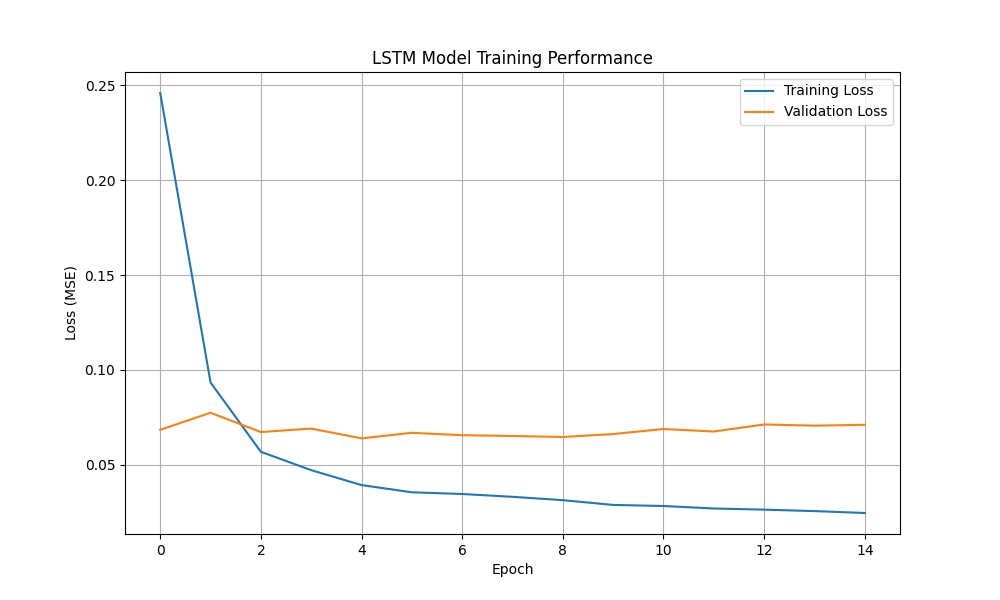 LSTM Model Training Performance
Training Loss
Validation Loss
0.25
0.20
0.15
0.10
0.05
Loss (MSE)
0 2 4 6 8 10 12 14
Epoch